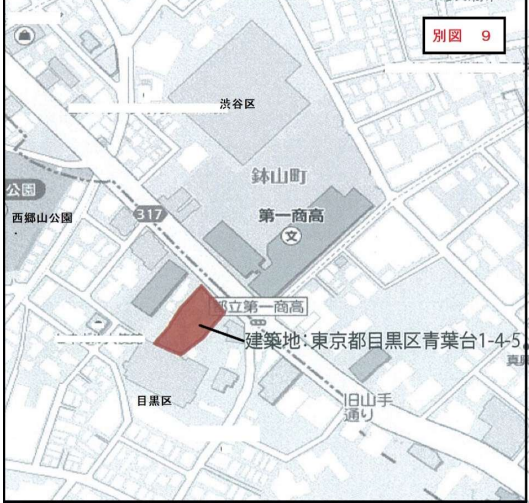 別図 9
渋谷区
鉢山町
公園
317
第一商高
西郷山公園
文
都立第一商高
建築地:東京都目黒区青葉台1-4-5
目黒区
旧山手
通り